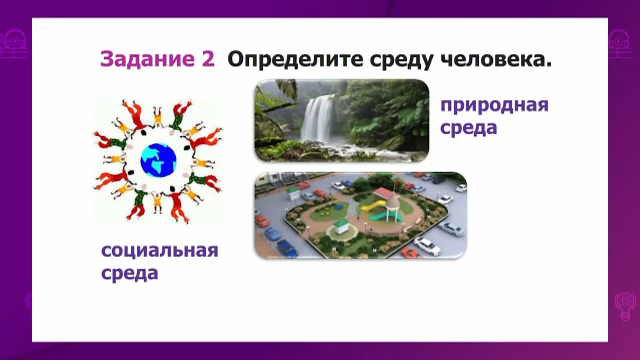 Задание 2 Определите среду человека.
природная
среда
социальная
среда